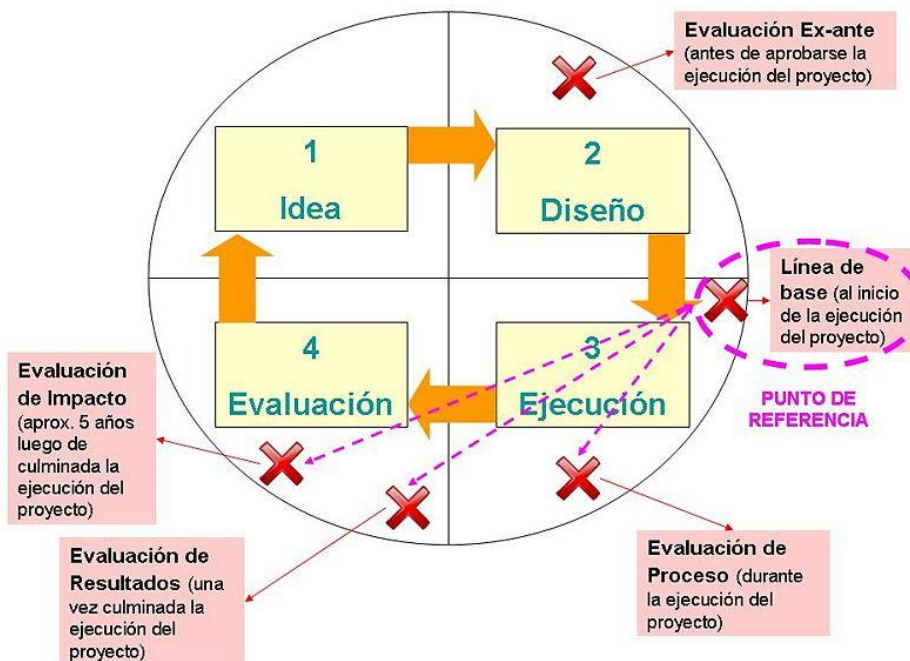 Evaluación Ex-ante
(antes de aprobarse la
ejecución del proyecto)
1
Idea
2
Diseño
Línea de
base (al inicio
de la ejecución
del proyecto)
4
Evaluación
3
Ejecución
PUNTO DE
REFERENCIA
Evaluación
de Impacto
(aprox. 5 años
luego de
culminada la
ejecución del
proyecto)
Evaluación de
Resultados (una
vez culminada la
ejecución del
proyecto)
Evaluación de
Proceso (durante
la ejecución del
proyecto)